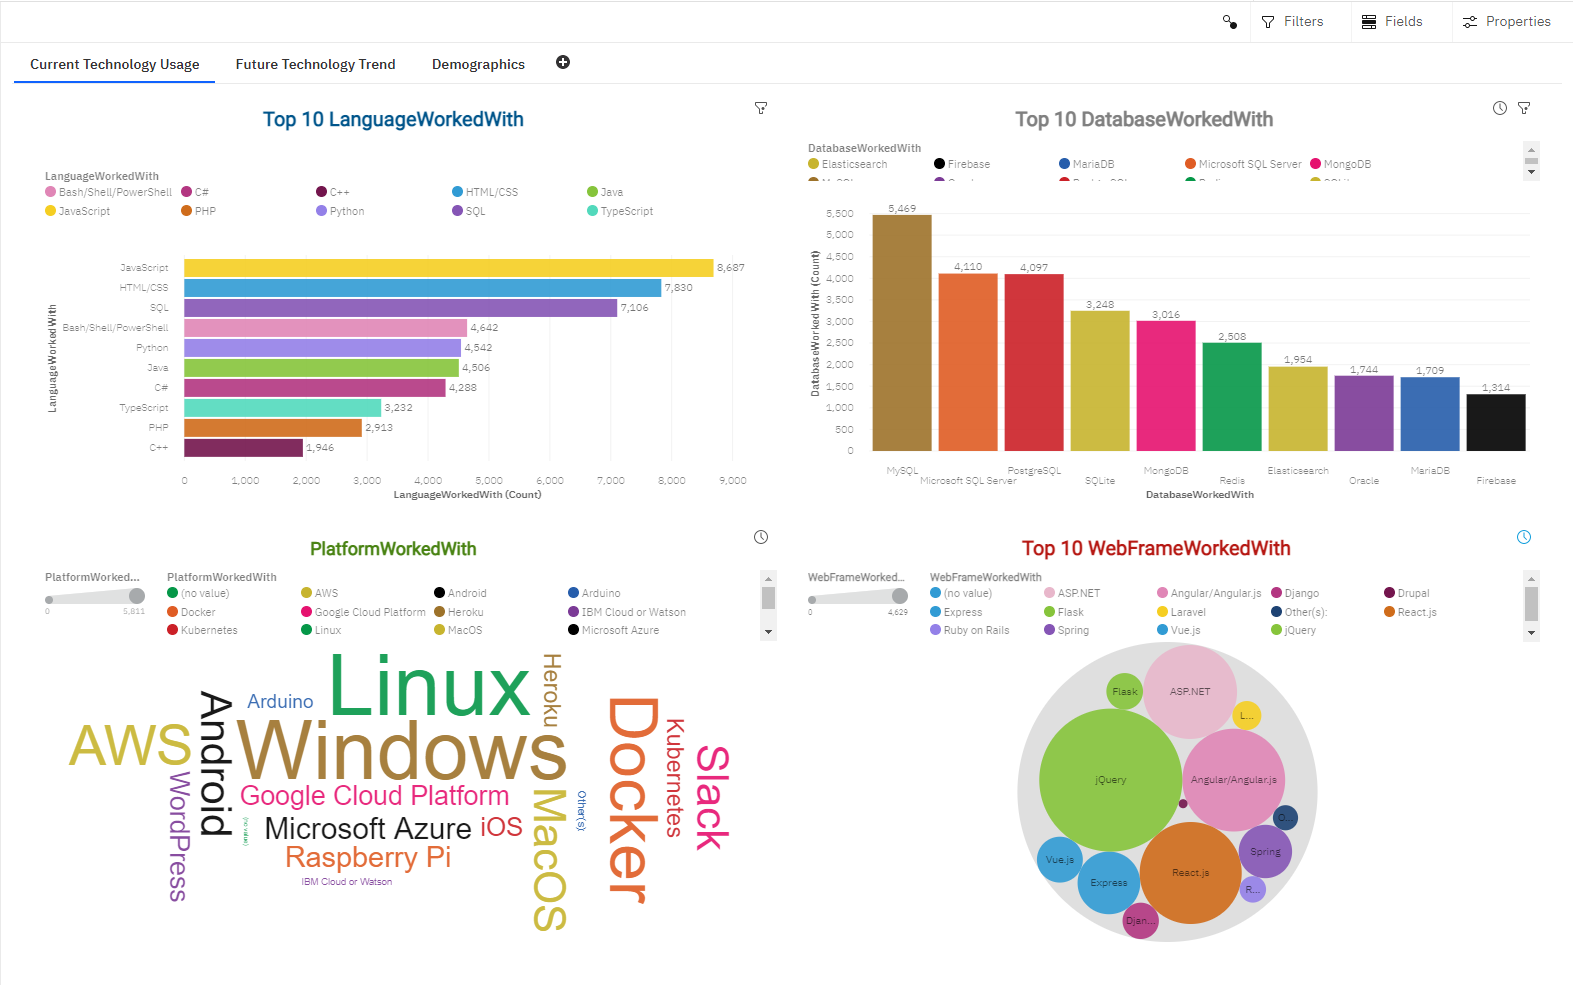 Filters Fields Properties
Current Technology Usage Future Technology Trend Demographics
Top 10 LanguageWorkedWith
LanguageWorkedWith
Bash/Shell/PowerShell C# C++ HTML/CSS Java
JavaScript PHP Python SQL TypeScript
LanguageWorkedWith
JavaScript 8,687
HTML/CSS 7,830
SQL 7,106
Bash/Shell/PowerShell 4,642
Python 4,542
Java 4,506
C# 4,288
TypeScript 3,232
PHP 2,913
C++ 1,946
0 1,000 2,000 3,000 4,000 5,000 6,000 7,000 8,000 9,000
LanguageWorkedWith (Count)
Top 10 DatabaseWorkedWith
DatabaseWorkedWith
Elasticsearch Firebase MariaDB Microsoft SQL Server MongoDB
DatabaseWorkedWith (Count)
5,500
5,000
4,500
4,000
3,500
3,000
2,500
2,000
1,500
1,000
500
0
5,469 4,110 4,097 3,248 3,016 2,508 1,954 1,744 1,709 1,314
MySQL PostgreSQL MongoDB Elasticsearch MariaDB
Microsoft SQL Server SQLite Redis Oracle Firebase
DatabaseWorkedWith
PlatformWorkedWith
PlatformWorked...
0 5,811
PlatformWorkedWith
(no value) AWS Android Arduino
Docker Google Cloud Platform Heroku IBM Cloud or Watson
Kubernetes Linux MacOS Microsoft Azure
Linux
Heroku
Arduino
Android
AWS
Windows
Docker
Kubernetes
Slack
WordPress
Google Cloud Platform
MacOS
Other(s):
(no value)
Microsoft Azure
iOS
Raspberry Pi
IBM Cloud or Watson
Top 10 WebFrameWorkedWith
WebFrameWorked...
0 4,629
WebFrameWorkedWith
(no value) ASP.NET Angular/Angular.js Django Drupal
Express Flask Laravel Other(s): React.js
Ruby on Rails Spring Vue.js jQuery
Flask
ASP.NET
L...
jQuery
Angular/Angular.js
O...
Spring
Vue.js
React.js
Express
R...
Djan...